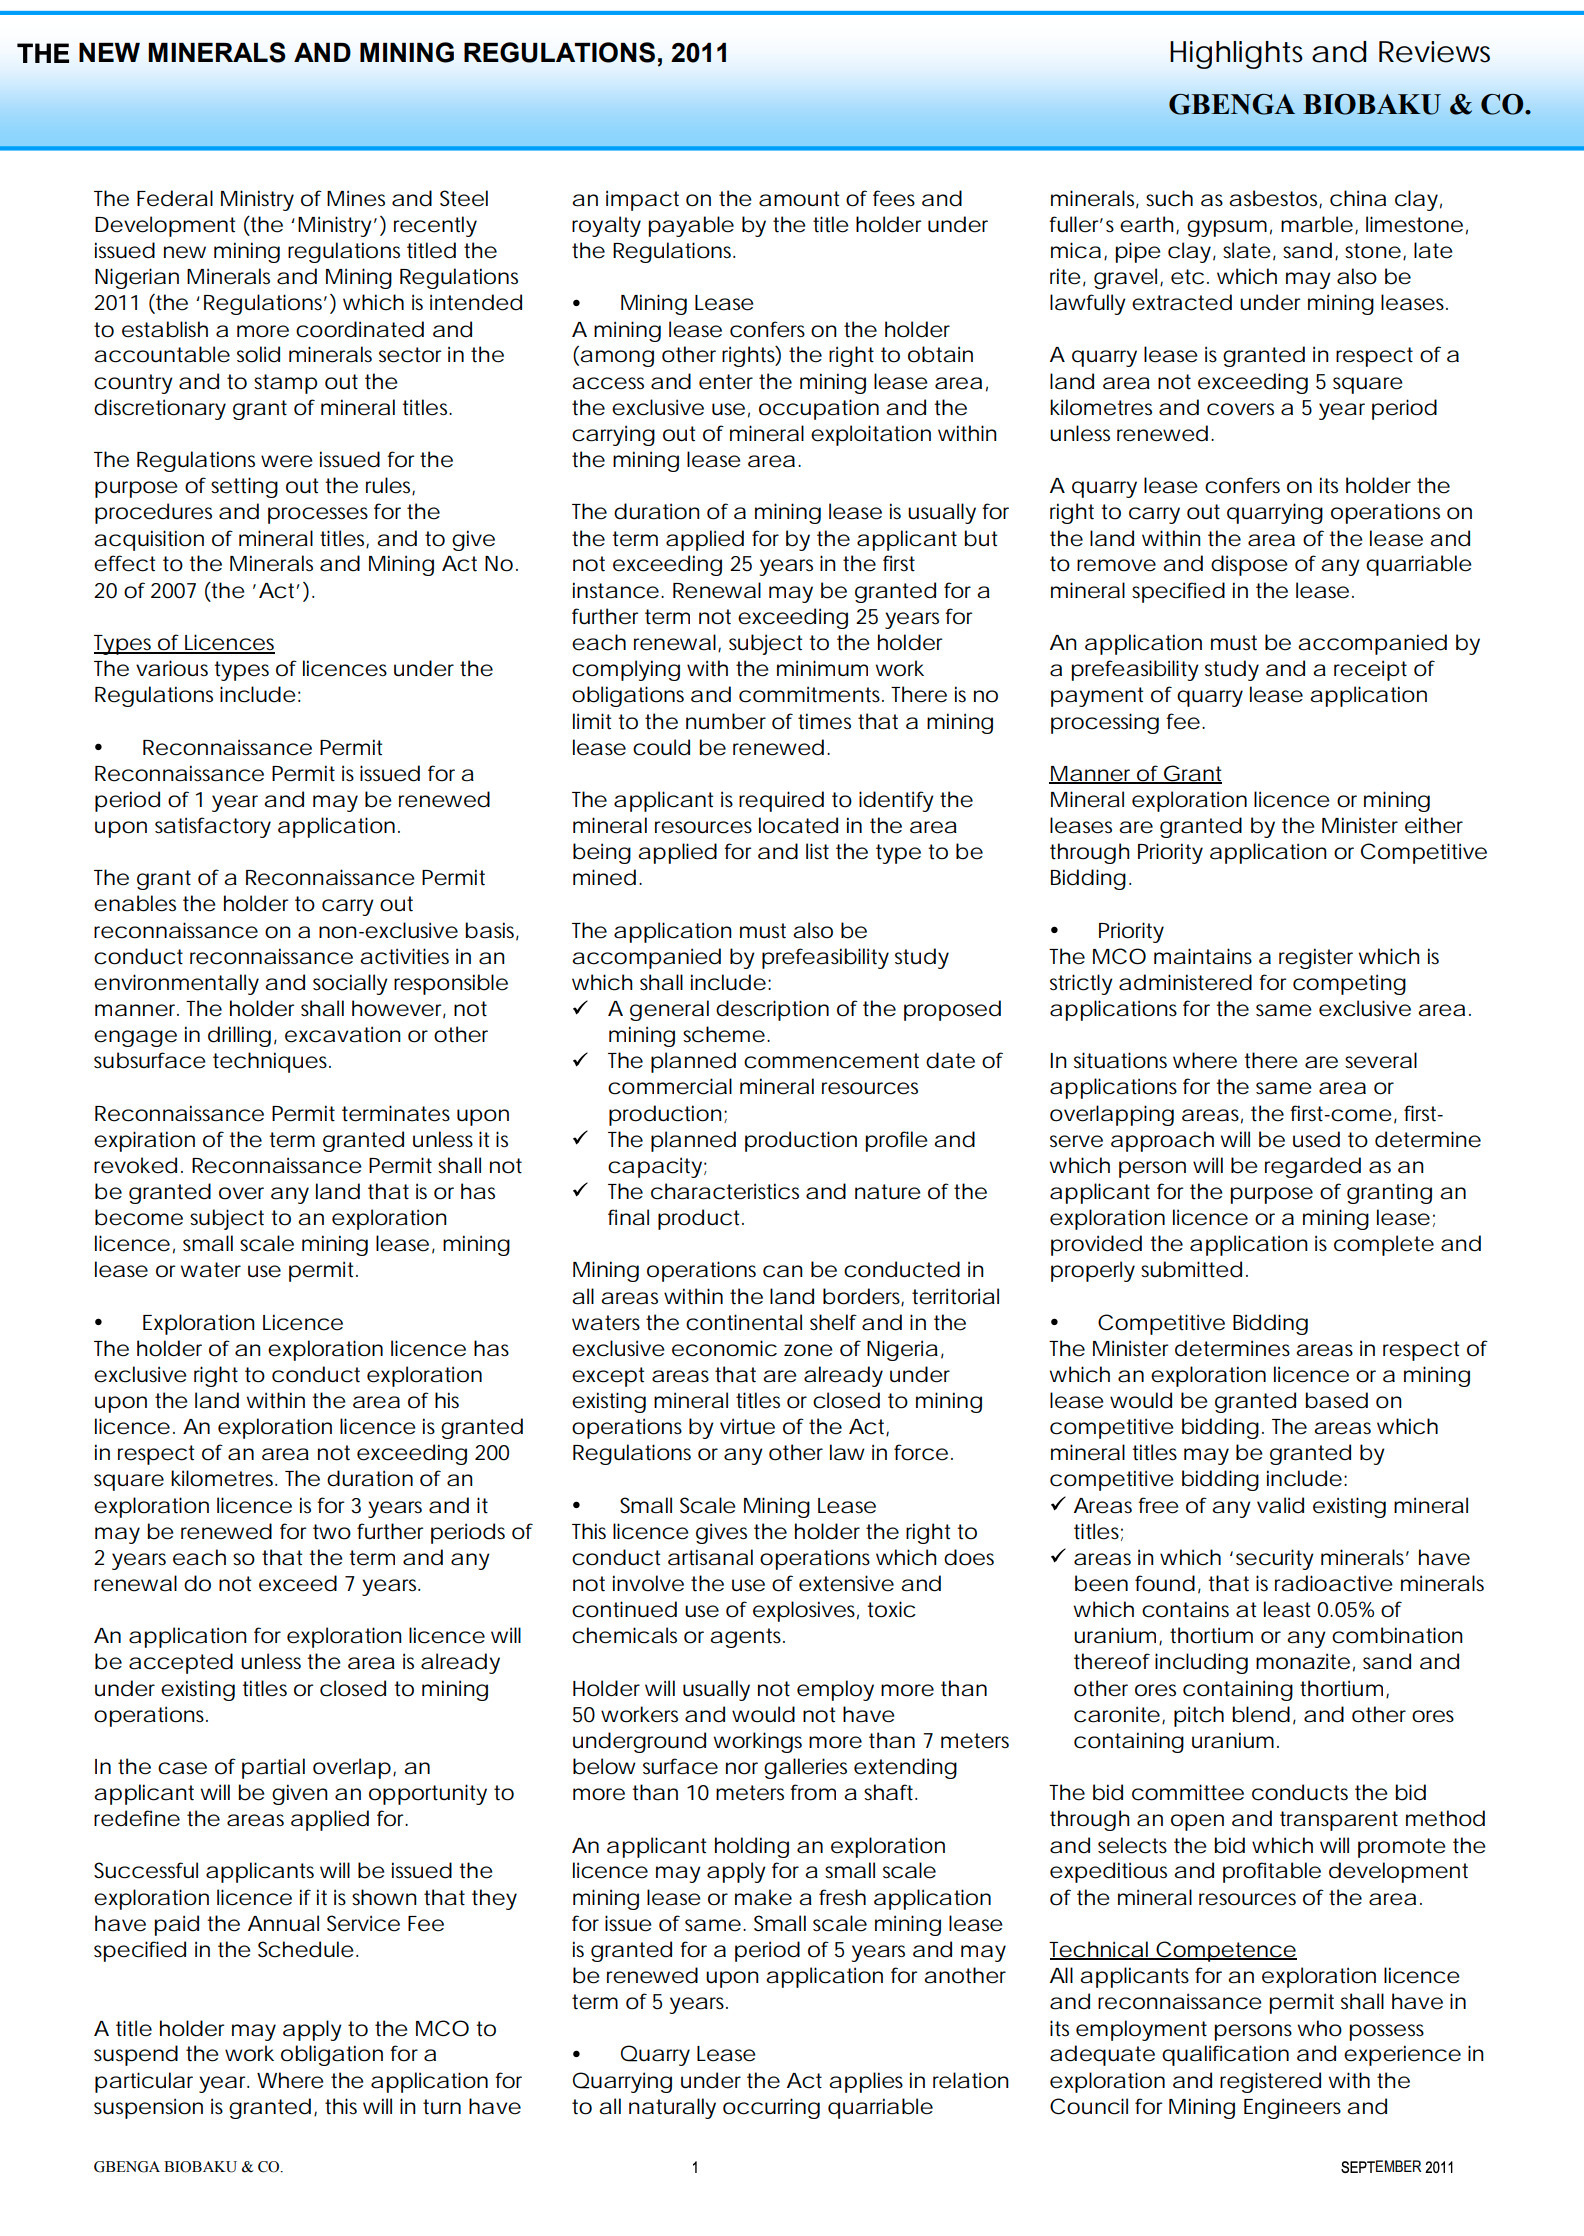 THE NEW MINERALS AND MINING REGULATIONS, 2011
Highlights and Reviews
GBENGA BIOBAKU & CO.
The Federal Ministry of Mines and Steel
Development (the ‘Ministry’) recently
issued new mining regulations titled the
Nigerian Minerals and Mining Regulations
2011 (the ‘Regulations’) which is intended
to establish a more coordinated and
accountable solid minerals sector in the
country and to stamp out the
discretionary grant of mineral titles.
The Regulations were issued for the
purpose of setting out the rules,
procedures and processes for the
acquisition of mineral titles, and to give
effect to the Minerals and Mining Act No.
20 of 2007 (the ‘Act’).
Types of Licences
The various types of licences under the
Regulations include:
• Reconnaissance Permit
Reconnaissance Permit is issued for a
period of 1 year and may be renewed
upon satisfactory application.
The grant of a Reconnaissance Permit
enables the holder to carry out
reconnaissance on a non-exclusive basis,
conduct reconnaissance activities in an
environmentally and socially responsible
manner. The holder shall however, not
engage in drilling, excavation or other
subsurface techniques.
Reconnaissance Permit terminates upon
expiration of the term granted unless it is
revoked. Reconnaissance Permit shall not
be granted over any land that is or has
become subject to an exploration
licence, small scale mining lease, mining
lease or water use permit.
• Exploration Licence
The holder of an exploration licence has
exclusive right to conduct exploration
upon the land within the area of his
licence. An exploration licence is granted
in respect of an area not exceeding 200
square kilometres. The duration of an
exploration licence is for 3 years and it
may be renewed for two further periods of
2 years each so that the term and any
renewal do not exceed 7 years.
An application for exploration licence will
be accepted unless the area is already
under existing titles or closed to mining
operations.
In the case of partial overlap, an
applicant will be given an opportunity to
redefine the areas applied for.
Successful applicants will be issued the
exploration licence if it is shown that they
have paid the Annual Service Fee
specified in the Schedule.
A title holder may apply to the MCO to
suspend the work obligation for a
particular year. Where the application for
suspension is granted, this will in turn have
an impact on the amount of fees and
royalty payable by the title holder under
the Regulations.
• Mining Lease
A mining lease confers on the holder
(among other rights) the right to obtain
access and enter the mining lease area,
the exclusive use, occupation and the
carrying out of mineral exploitation within
the mining lease area.
The duration of a mining lease is usually for
the term applied for by the applicant but
not exceeding 25 years in the first
instance. Renewal may be granted for a
further term not exceeding 25 years for
each renewal, subject to the holder
complying with the minimum work
obligations and commitments. There is no
limit to the number of times that a mining
lease could be renewed.
The applicant is required to identify the
mineral resources located in the area
being applied for and list the type to be
mined.
The application must also be
accompanied by prefeasibility study
which shall include:
✓ A general description of the proposed
mining scheme.
✓ The planned commencement date of
commercial mineral resources
production;
✓ The planned production profile and
capacity;
✓ The characteristics and nature of the
final product.
Mining operations can be conducted in
all areas within the land borders, territorial
waters the continental shelf and in the
exclusive economic zone of Nigeria,
except areas that are already under
existing mineral titles or closed to mining
operations by virtue of the Act,
Regulations or any other law in force.
• Small Scale Mining Lease
This licence gives the holder the right to
conduct artisanal operations which does
not involve the use of extensive and
continued use of explosives, toxic
chemicals or agents.
Holder will usually not employ more than
50 workers and would not have
underground workings more than 7 meters
below surface nor galleries extending
more than 10 meters from a shaft.
An applicant holding an exploration
licence may apply for a small scale
mining lease or make a fresh application
for issue of same. Small scale mining lease
is granted for a period of 5 years and may
be renewed upon application for another
term of 5 years.
• Quarry Lease
Quarrying under the Act applies in relation
to all naturally occurring quarriable
minerals, such as asbestos, china clay,
fuller’s earth, gypsum, marble, limestone,
mica, pipe clay, slate, sand, stone, late
rite, gravel, etc. which may also be
lawfully extracted under mining leases.
A quarry lease is granted in respect of a
land area not exceeding 5 square
kilometres and covers a 5 year period
unless renewed.
A quarry lease confers on its holder the
right to carry out quarrying operations on
the land within the area of the lease and
to remove and dispose of any quarriable
mineral specified in the lease.
An application must be accompanied by
a prefeasibility study and a receipt of
payment of quarry lease application
processing fee.
Manner of Grant
Mineral exploration licence or mining
leases are granted by the Minister either
through Priority application or Competitive
Bidding.
• Priority
The MCO maintains a register which is
strictly administered for competing
applications for the same exclusive area.
In situations where there are several
applications for the same area or
overlapping areas, the first-come, first-
serve approach will be used to determine
which person will be regarded as an
applicant for the purpose of granting an
exploration licence or a mining lease;
provided the application is complete and
properly submitted.
• Competitive Bidding
The Minister determines areas in respect of
which an exploration licence or a mining
lease would be granted based on
competitive bidding. The areas which
mineral titles may be granted by
competitive bidding include:
✓ Areas free of any valid existing mineral
titles;
✓ areas in which ‘security minerals’ have
been found, that is radioactive minerals
which contains at least 0.05% of
uranium, thortium or any combination
thereof including monazite, sand and
other ores containing thortium,
caronite, pitch blend, and other ores
containing uranium.
The bid committee conducts the bid
through an open and transparent method
and selects the bid which will promote the
expeditious and profitable development
of the mineral resources of the area.
Technical Competence
All applicants for an exploration licence
and reconnaissance permit shall have in
its employment persons who possess
adequate qualification and experience in
exploration and registered with the
Council for Mining Engineers and
GBENGA BIOBAKU & CO.
1
SEPTEMBER 2011